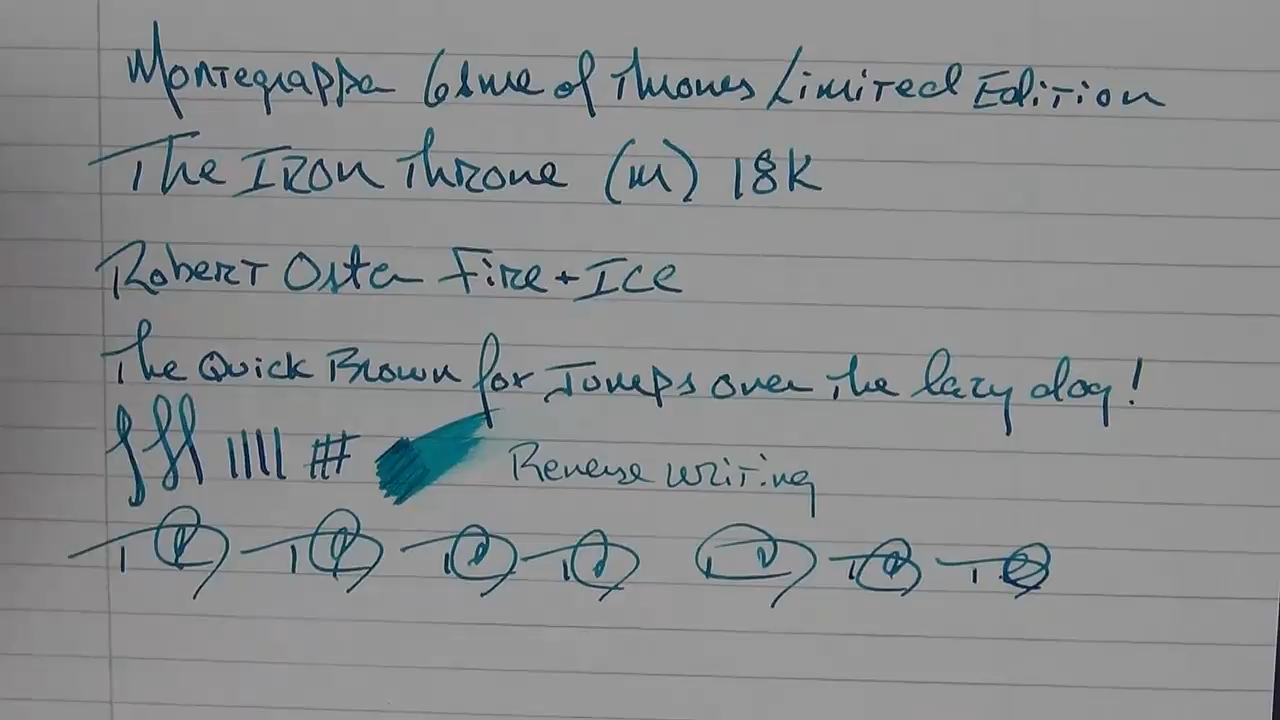 Montegrappa Game of Thrones Limited Edition
The Iron Throne (M) 18K
Robert Oster Fire + Ice
The Quick Brown fox Jumps over The lazy dog!
fff |||| #
Reverse writing